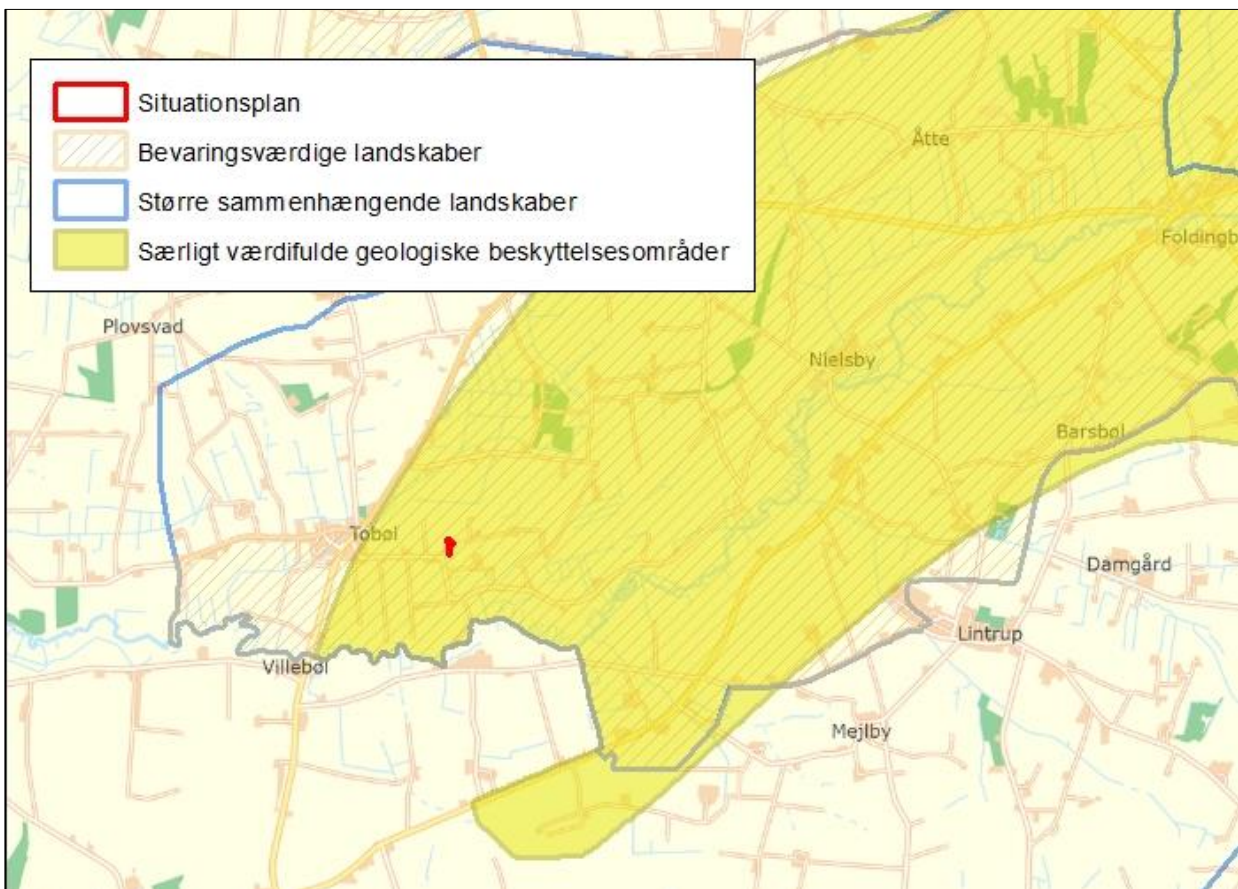 Situationsplan
Bevaringsværdige landskaber
Større sammenhængende landskaber
Særligt værdifulde geologiske beskyttelsesområder
Åtte
Foldingb
Plovsvad
Nielsby
Barsbøl
Tobøl
Damgård
Lintrup
Villebøl
Mejlby